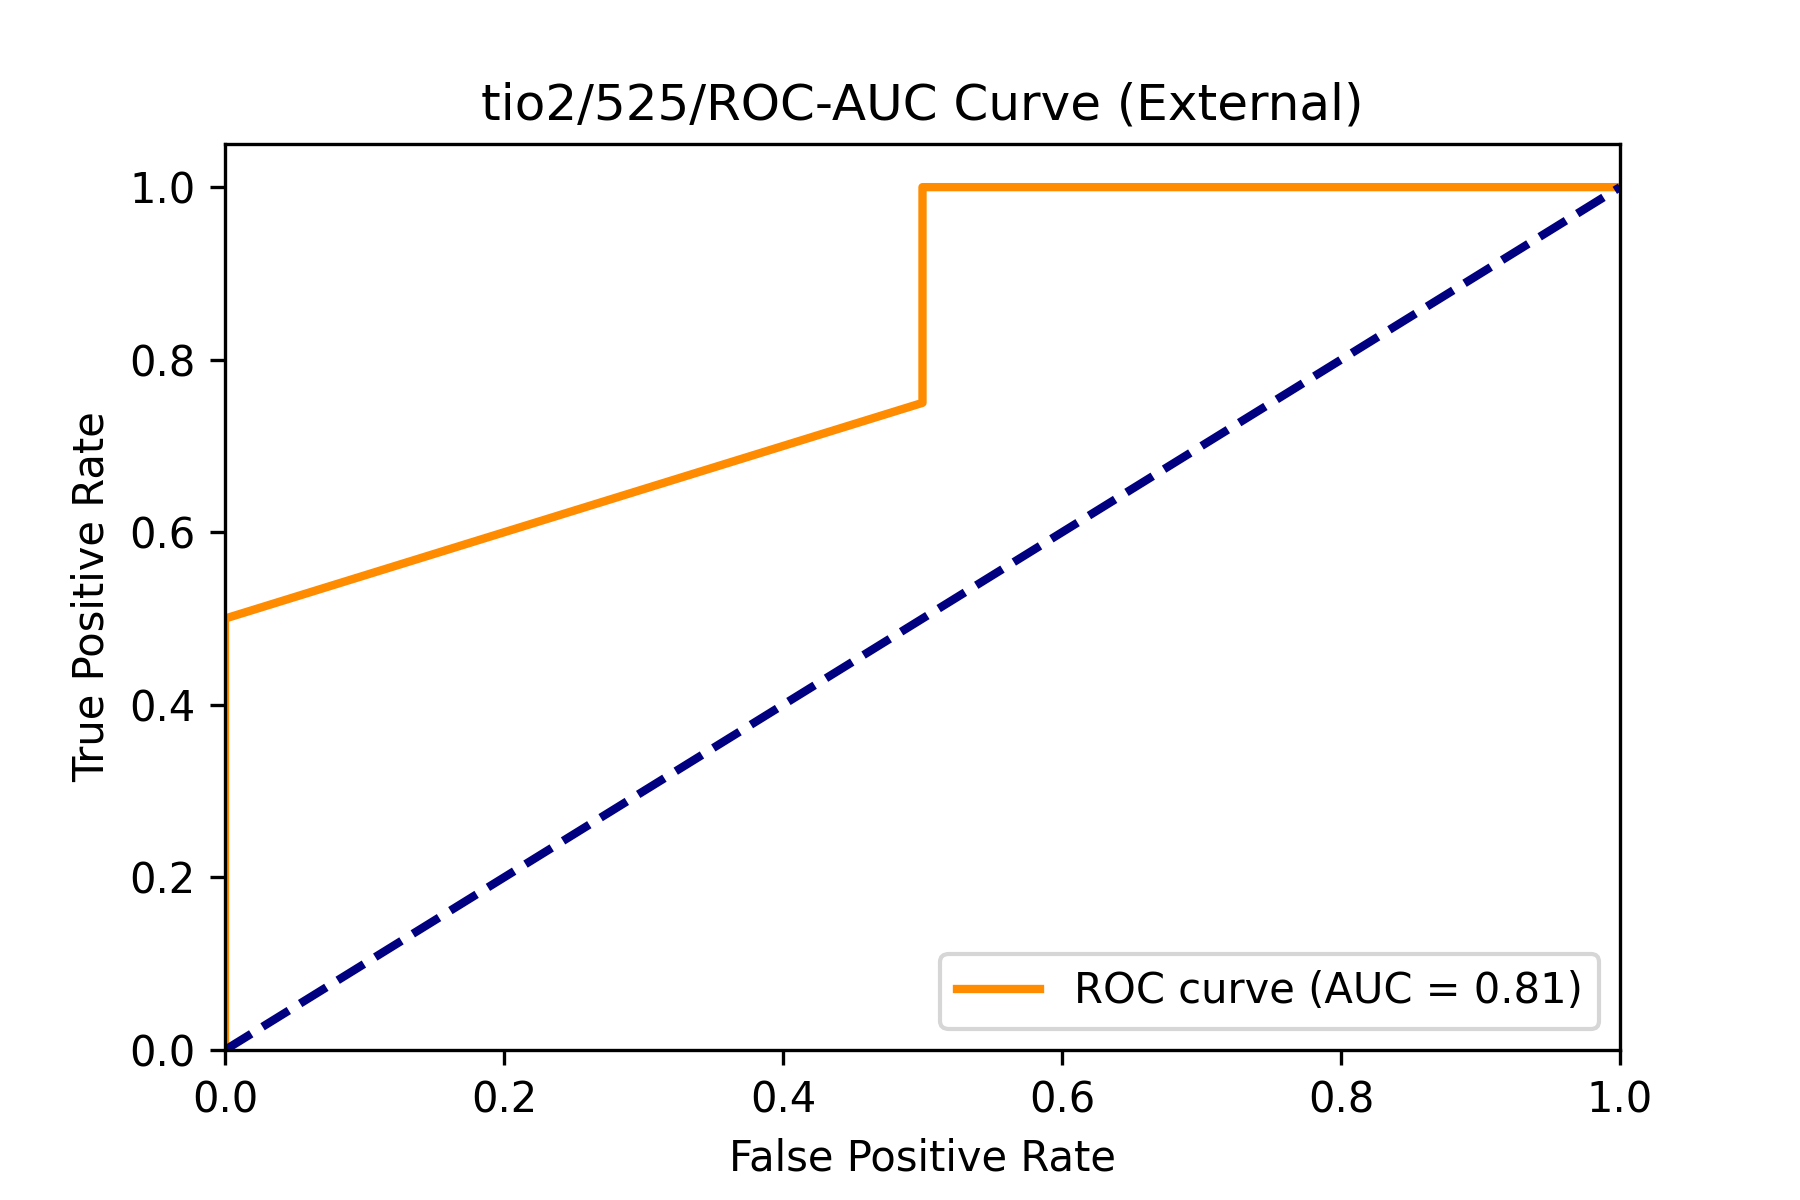 tio2/525/ROC-AUC Curve (External)
True Positive Rate
1.0
0.8
0.6
0.4
0.2
0.0
0.0 0.2 0.4 0.6 0.8 1.0
False Positive Rate
ROC curve (AUC = 0.81)